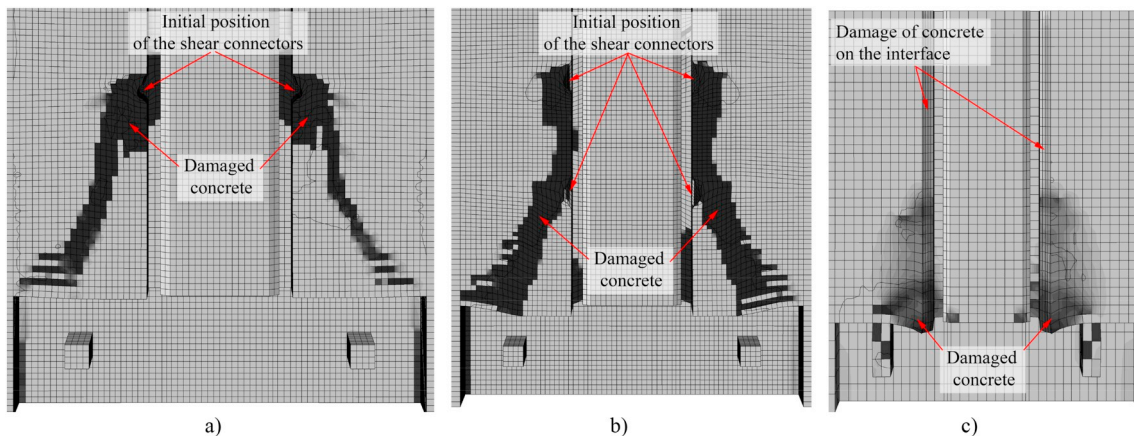 Initial position
of the shear connectors
Damaged
concrete
a)
Initial position
of the shear connectors
Damaged
concrete
b)
Damage of concrete
on the interface
Damaged
concrete
c)